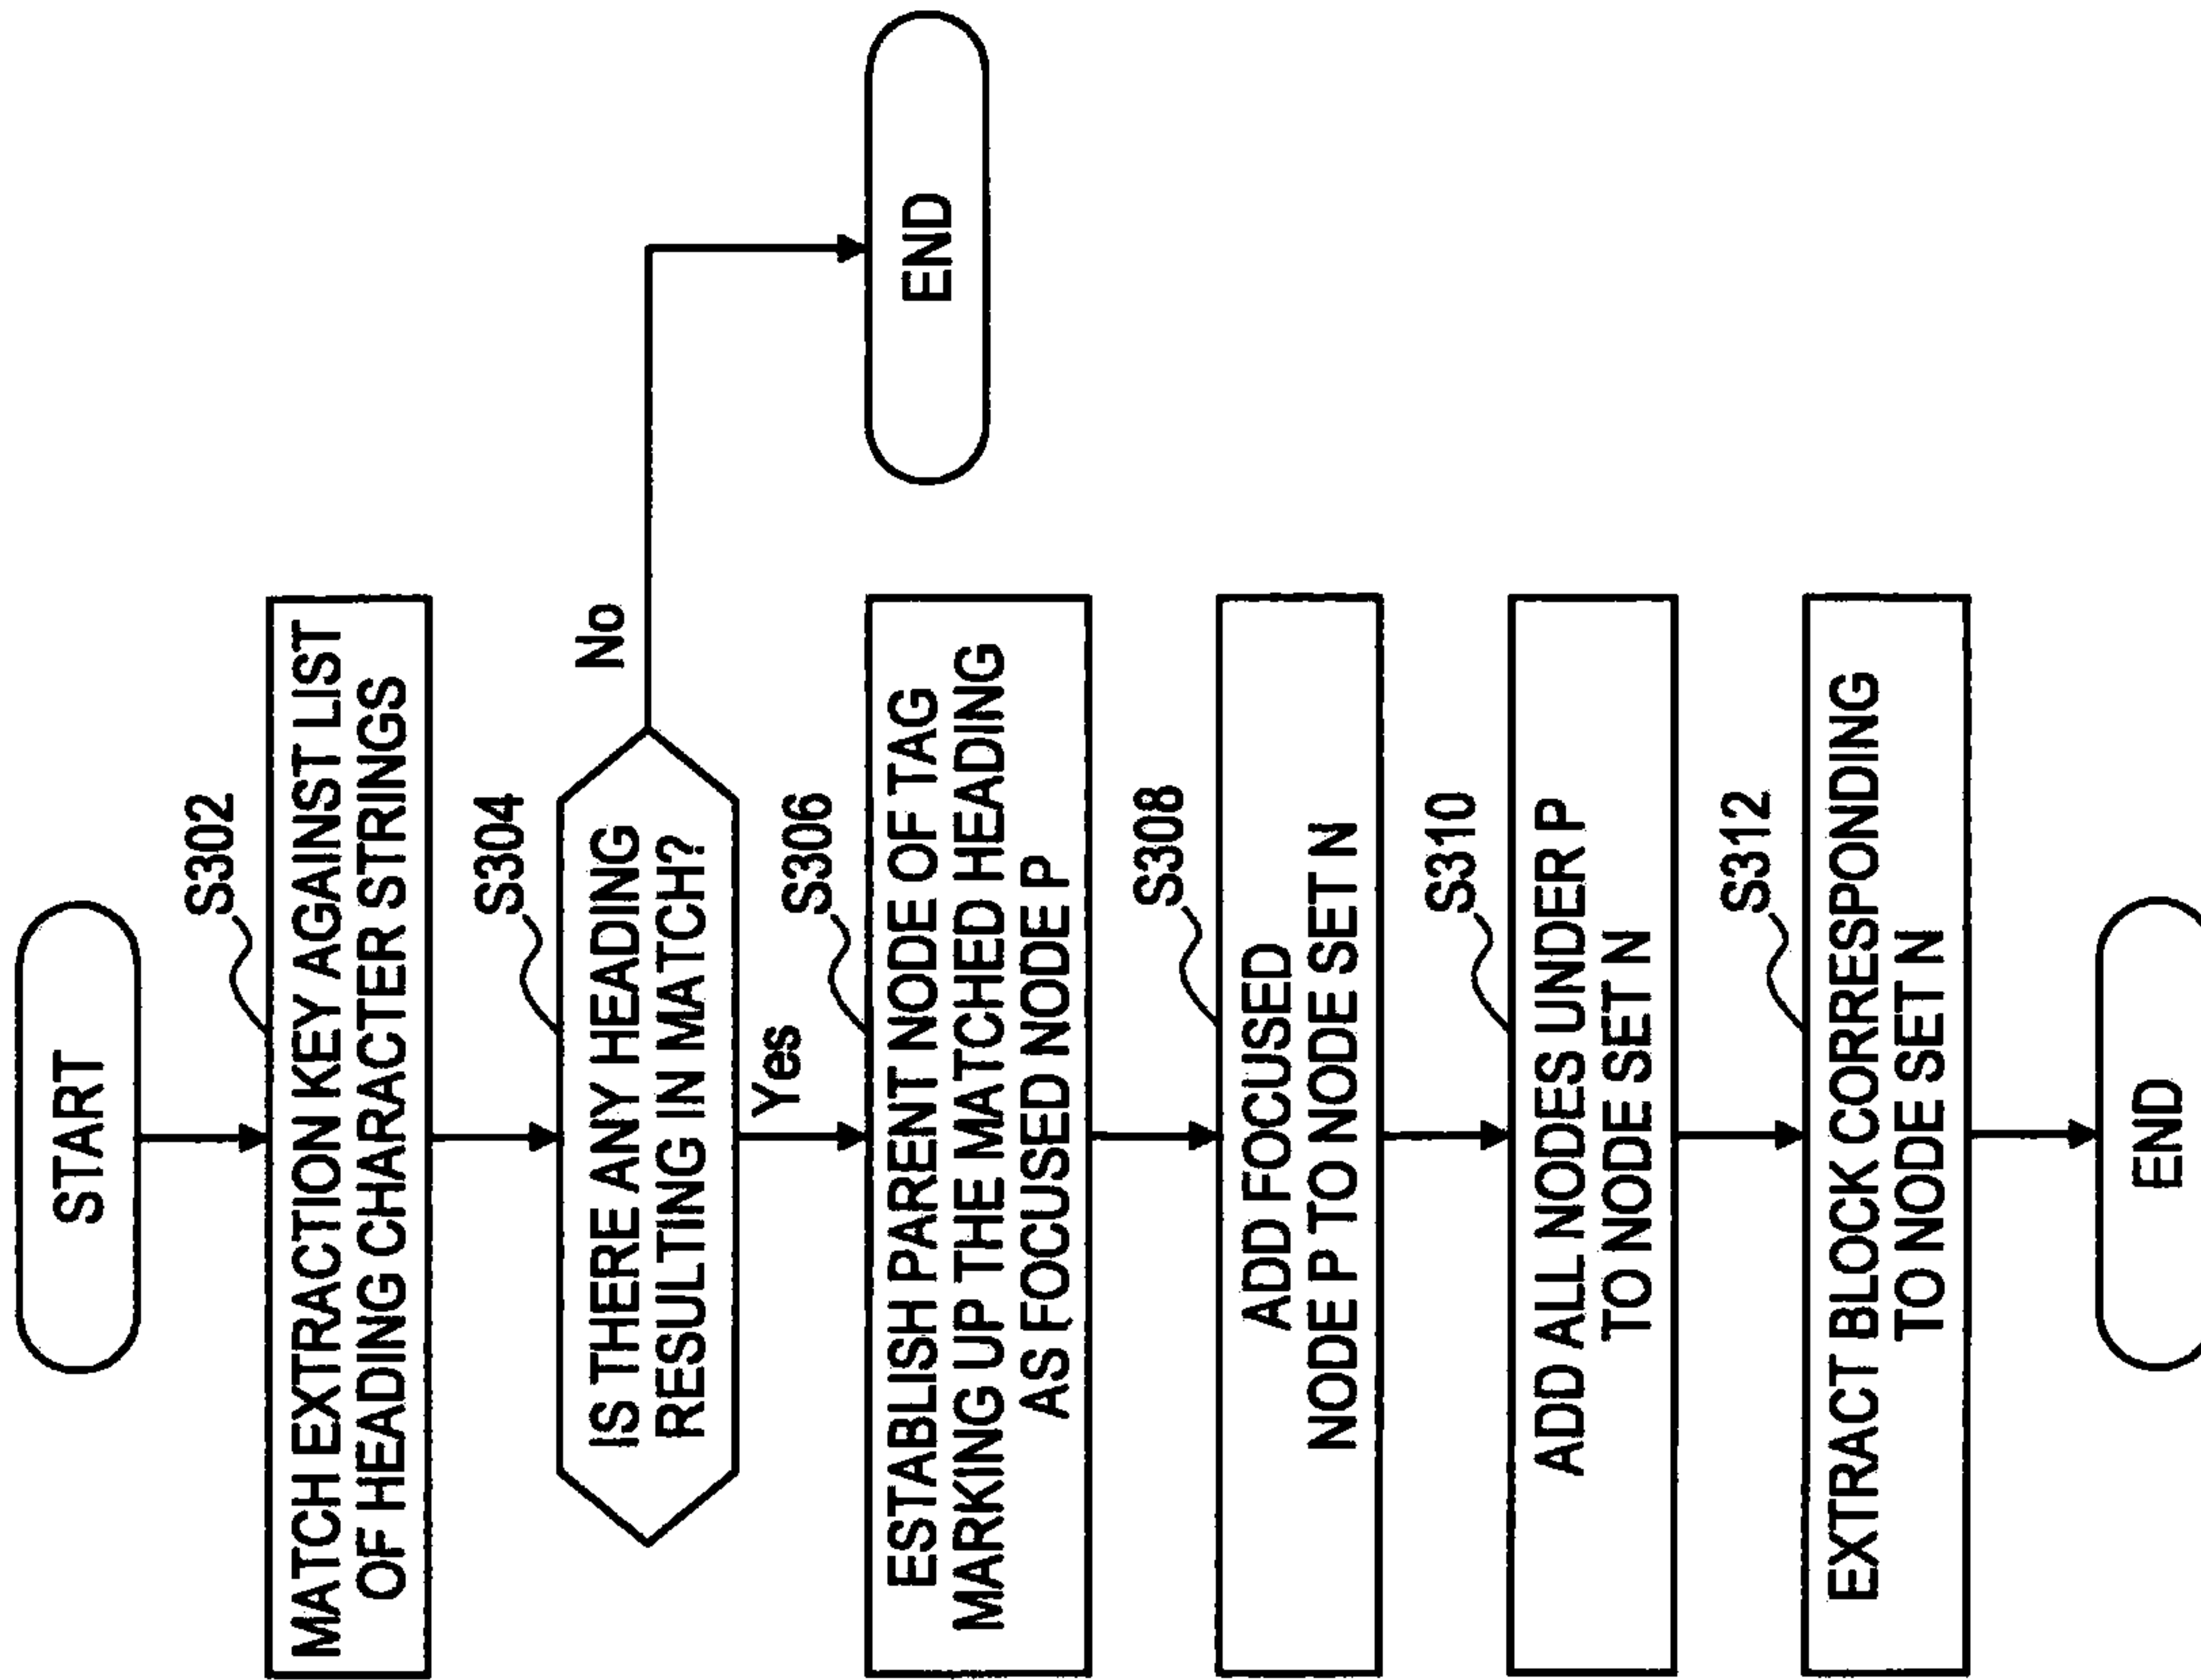 START
S302
MATCH EXTRACTION KEY AGAINST LIST
OF HEADING CHARACTER STRINGS
S304
IS THERE ANY HEADING
RESULTING IN MATCH?
No
END
Yes
S306
ESTABLISH PARENT NODE OF TAG
MARKING UP THE MATCHED HEADING
AS FOCUSED NODE P
S308
ADD FOCUSED
NODE P TO NODE SET N
S310
ADD ALL NODES UNDER P
TO NODE SET N
S312
EXTRACT BLOCK CORRESPONDING
TO NODE SET N
END